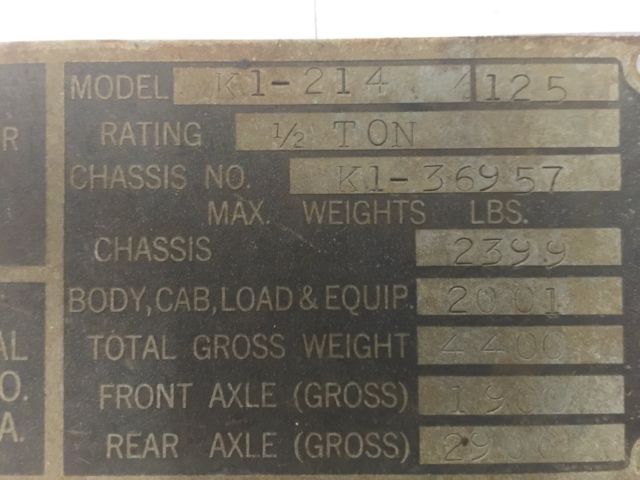 MODEL K1-214 4125
R RATING ½ TON
CHASSIS NO. K1-36957
MAX. WEIGHTS LBS.
CHASSIS 2399
BODY, CAB, LOAD & EQUIP. 2001
AL TOTAL GROSS WEIGHT 4400
O. FRONT AXLE (GROSS)
A. REAR AXLE (GROSS)